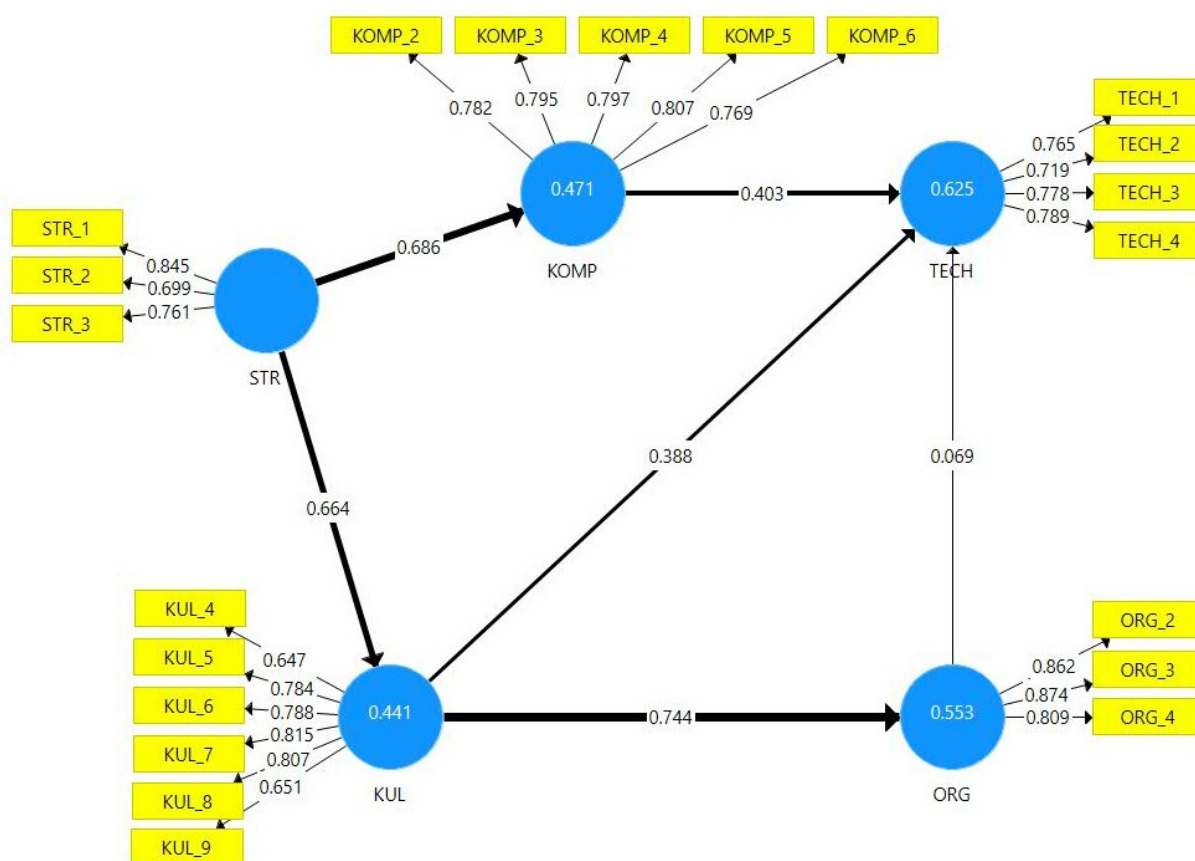 KOMP_2 KOMP_3 KOMP_4 KOMP_5 KOMP_6
0.782 0.795 0.797 0.807 0.769
TECH_1
TECH_2
TECH_3
TECH_4
0.765
0.719
0.778
0.789
0.471
KOMP
0.403
0.625
TECH
STR_1
STR_2
STR_3
0.845
0.699
0.761
STR
0.686
0.664
0.388
0.069
KUL_4
KUL_5
KUL_6
KUL_7
KUL_8
KUL_9
0.647
0.784
0.788
0.815
0.807
0.651
0.441
KUL
0.744
0.553
ORG
0.862
0.874
0.809
ORG_2
ORG_3
ORG_4